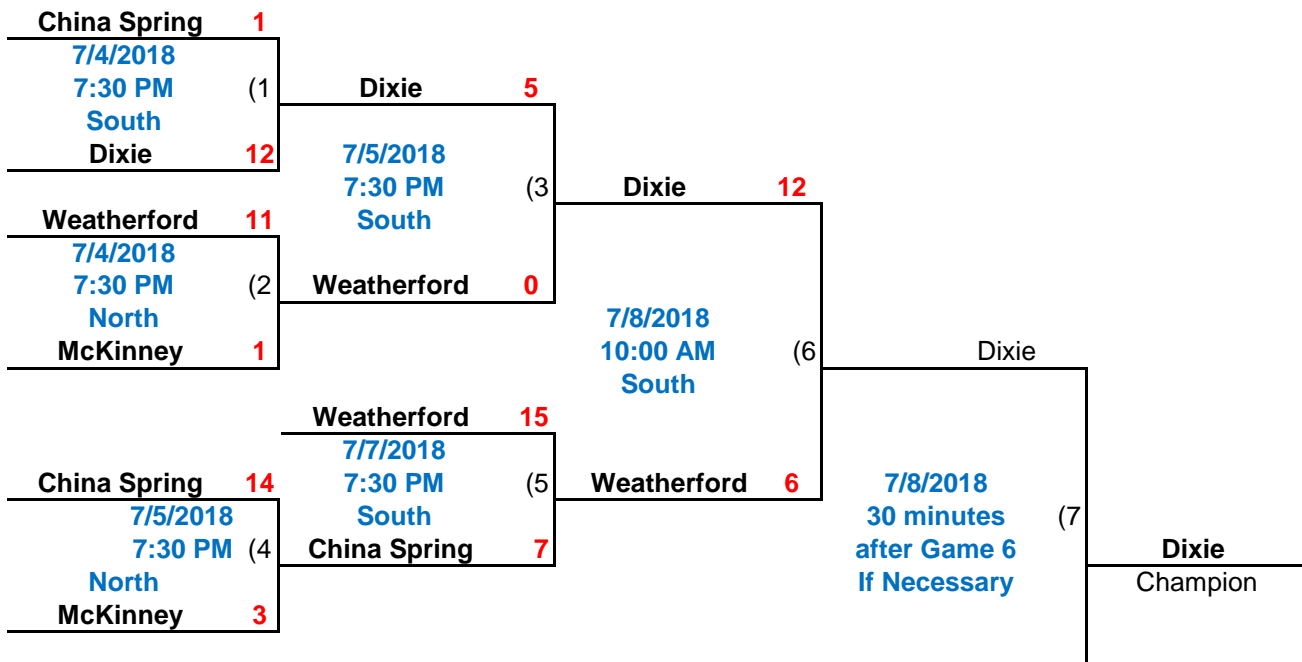 China Spring 1
7/4/2018
7:30 PM (1
South
Dixie 12
Dixie 5
Weatherford 11
7/4/2018
7:30 PM (2
North
McKinney 1
7/5/2018
7:30 PM (3
South
Weatherford 0
Dixie 12
7/8/2018
10:00 AM (6
South
Dixie
Weatherford 15
7/7/2018
7:30 PM (5
South
China Spring 7
China Spring 14
7/5/2018
7:30 PM (4
North
McKinney 3
Weatherford 6
7/8/2018
30 minutes (7
after Game 6
If Necessary
Dixie
Champion